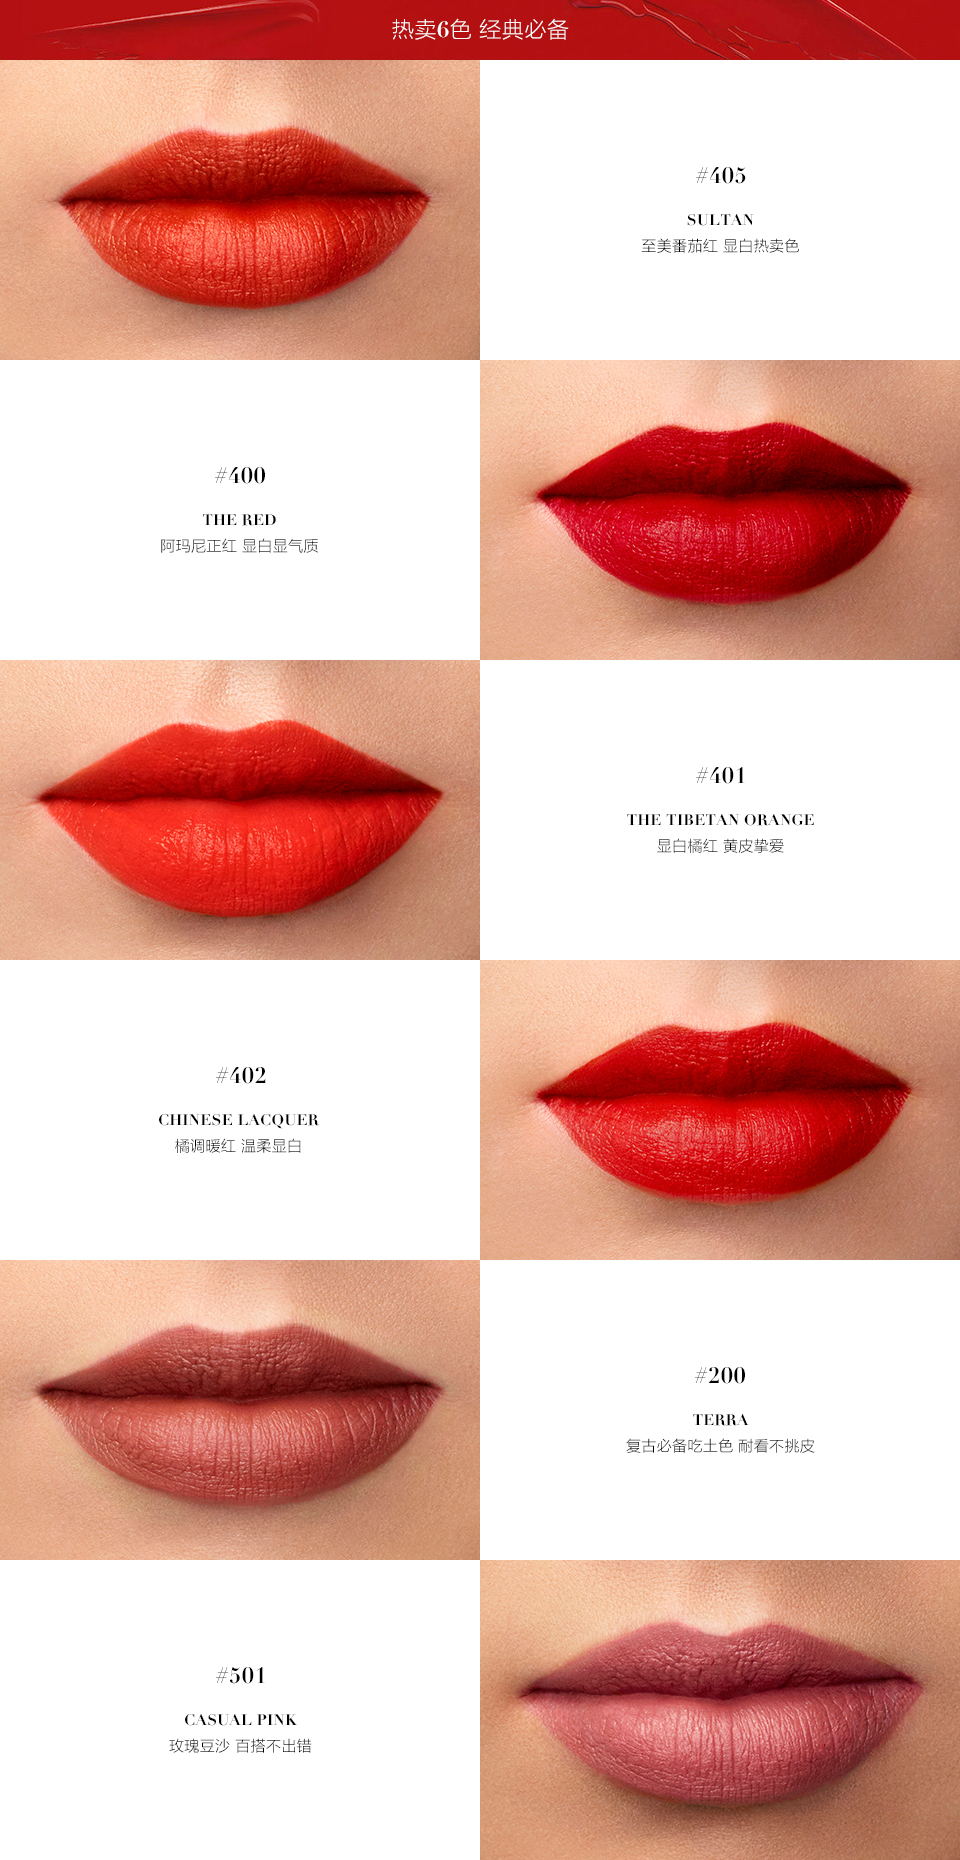 热卖6色 经典必备
#405
SULTAN
至美番茄红 显白热卖色
#400
THE RED
阿玛尼正红 显白显气质
#401
THE TIBETAN ORANGE
显白橘红 黄皮挚爱
#402
CHINESE LACQUER
橘调暖红 温柔显白
#200
TERRA
复古必备吃土色 耐看不挑皮
#501
CASUAL PINK
玫瑰豆沙 百搭不出错